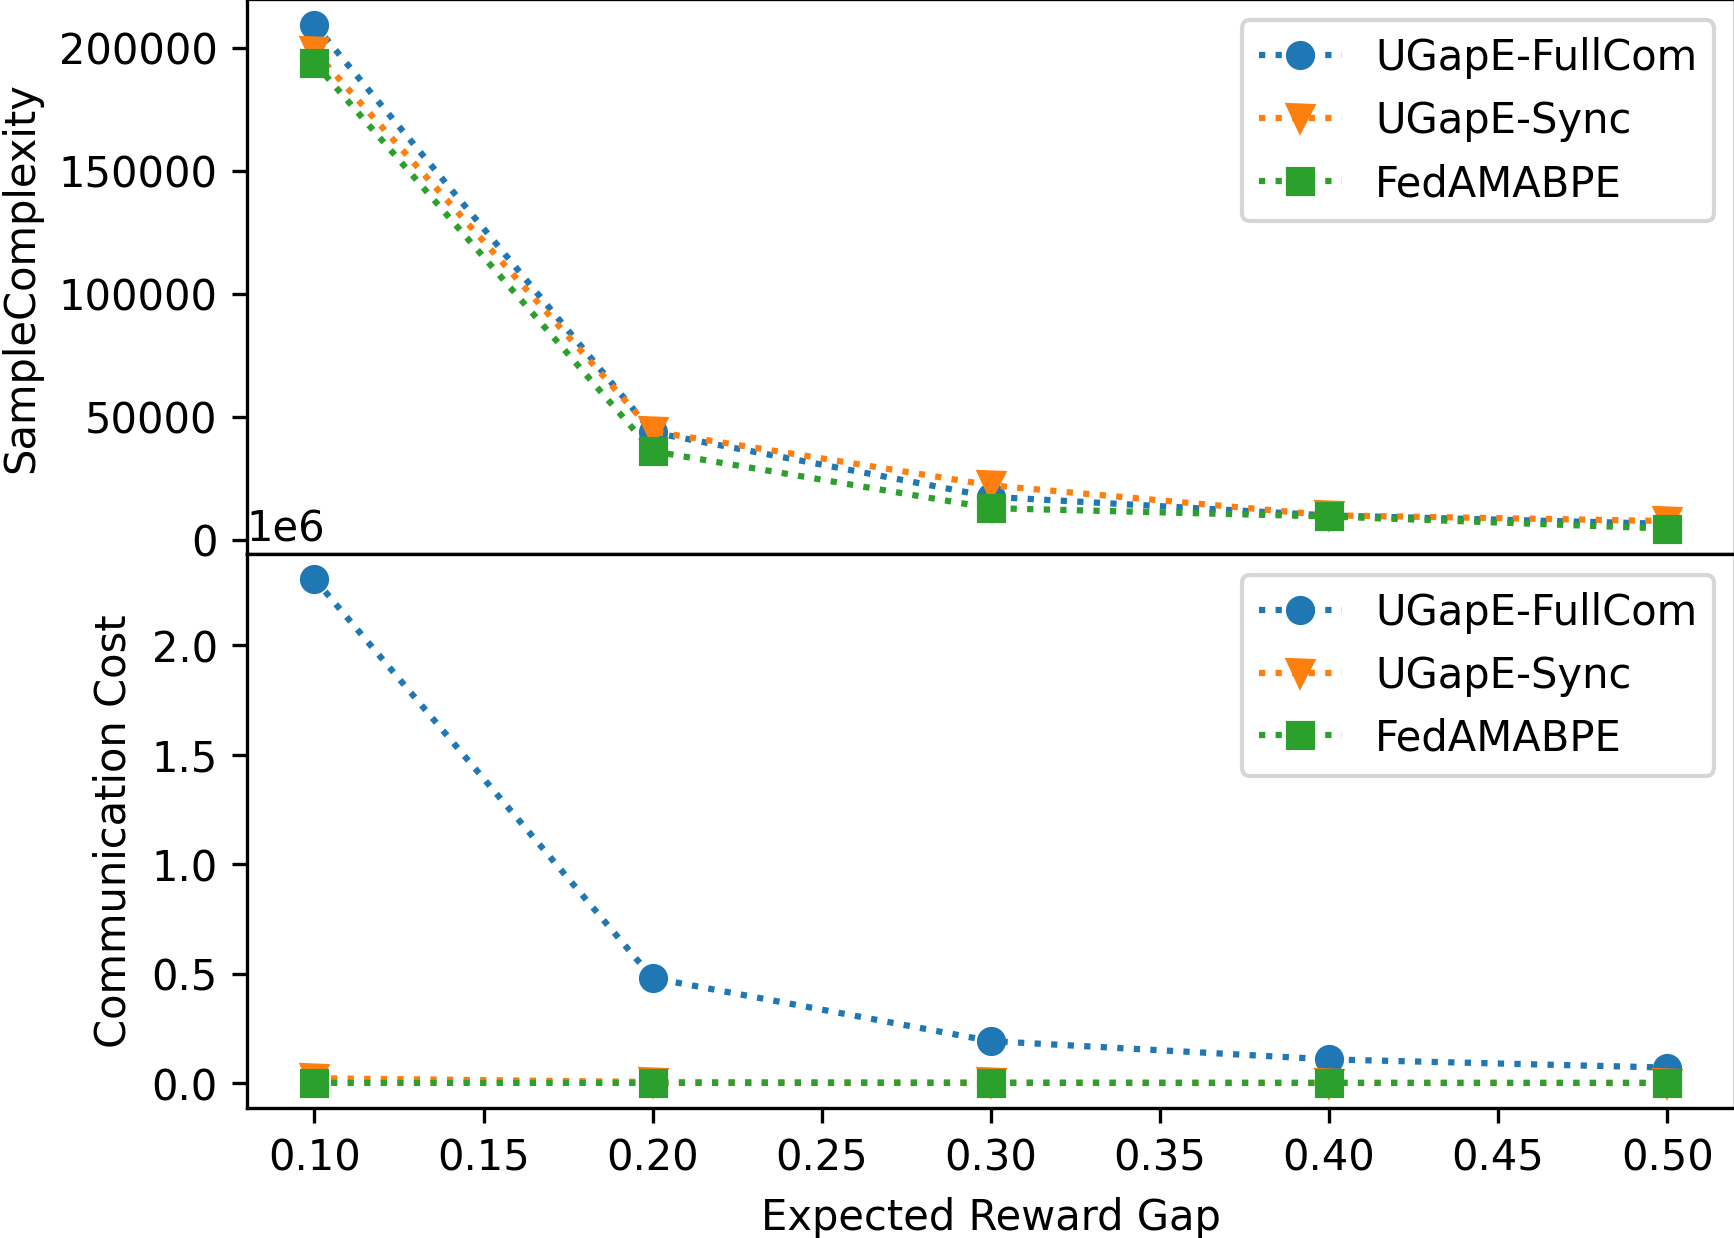 SampleComplexity
200000
150000
100000
50000
0
UGapE-FullCom
UGapE-Sync
FedAMABPE
1e6
Communication Cost
2.0
1.5
1.0
0.5
0.0
UGapE-FullCom
UGapE-Sync
FedAMABPE
0.10 0.15 0.20 0.25 0.30 0.35 0.40 0.45 0.50
Expected Reward Gap